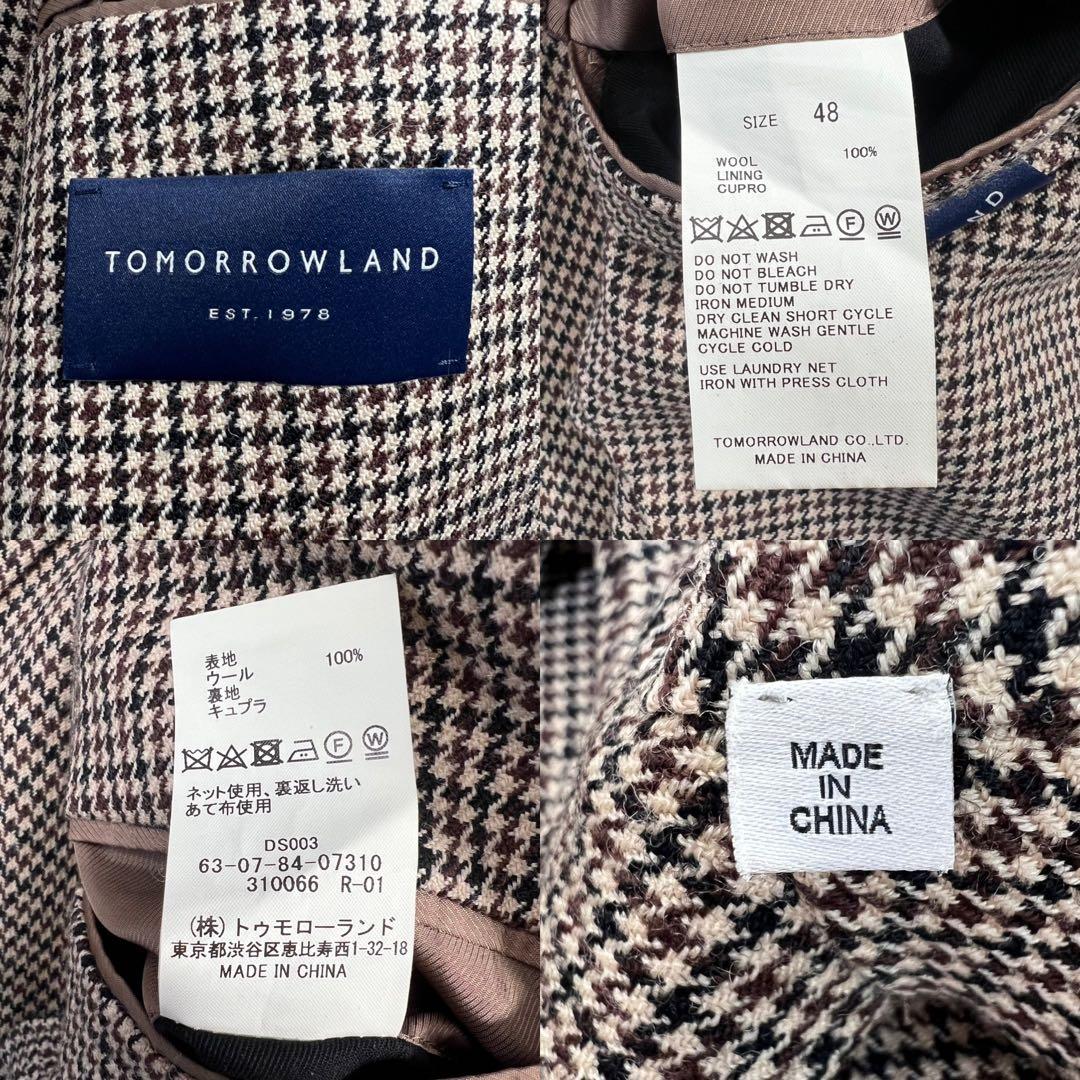 TOMORROWLAND
EST. 1978
SIZE 48
WOOL 100%
LINING
CUPRO
F W
DO NOT WASH
DO NOT BLEACH
DO NOT TUMBLE DRY
IRON MEDIUM
DRY CLEAN SHORT CYCLE
MACHINE WASH GENTLE
CYCLE COLD
USE LAUNDRY NET
IRON WITH PRESS CLOTH
TOMORROWLAND CO.,LTD.
MADE IN CHINA
ND
表地 100%
ウール
裏地
キュプラ
F W
ネット使用、裏返し洗い
あて布使用
DS003
63-07-84-07310
310066 R-01
(株)トゥモローランド
東京都渋谷区恵比寿西1-32-18
MADE IN CHINA
MADE
IN
CHINA